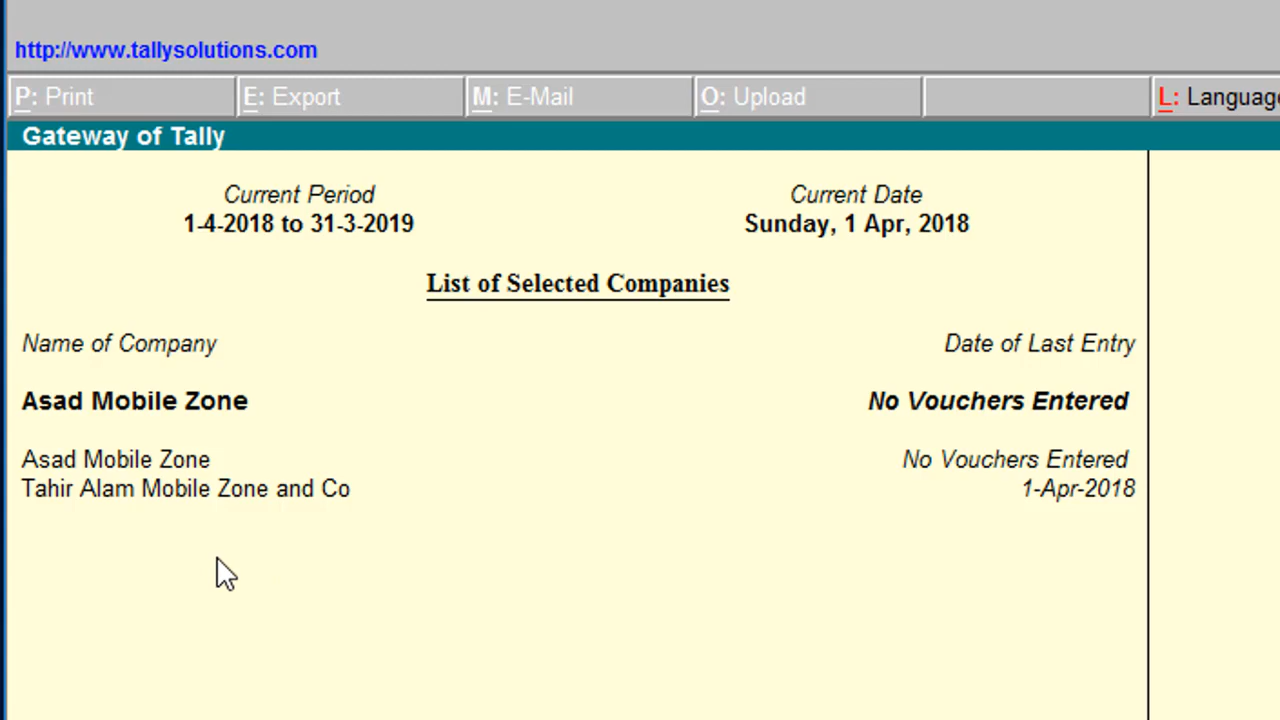 http://www.tallysolutions.com
P: Print E: Export M: E-Mail O: Upload L: Language
Gateway of Tally
Current Period Current Date
1-4-2018 to 31-3-2019 Sunday, 1 Apr, 2018
List of Selected Companies
Name of Company Date of Last Entry
Asad Mobile Zone No Vouchers Entered
Asad Mobile Zone No Vouchers Entered
Tahir Alam Mobile Zone and Co 1-Apr-2018